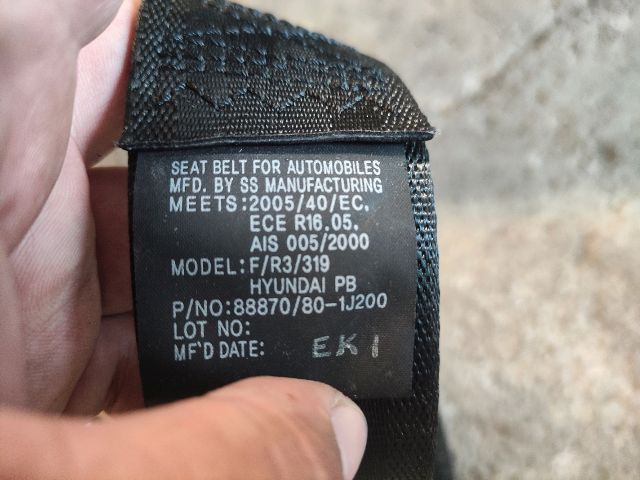 SEAT BELT FOR AUTOMOBILES
MFD. BY SS MANUFACTURING
MEETS:2005/40/EC,
ECE R16.05.
AIS 005/2000
MODEL:F/R3/319
HYUNDAI PB
P/NO:88870/80-1J200
LOT NO:
MF'D DATE: EK1